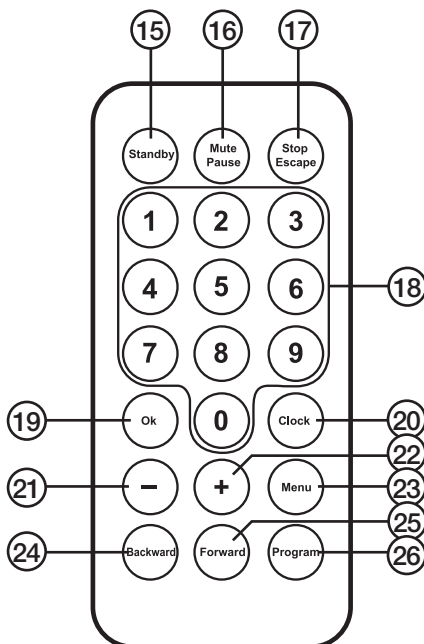 15 16 17
Standby Mute Pause Stop Escape
1 2 3
4 5 6
18
7 8 9
19 Ok 0 Clock 20
22
21 − + Menu 23
25
24 Backward Forward Program 26